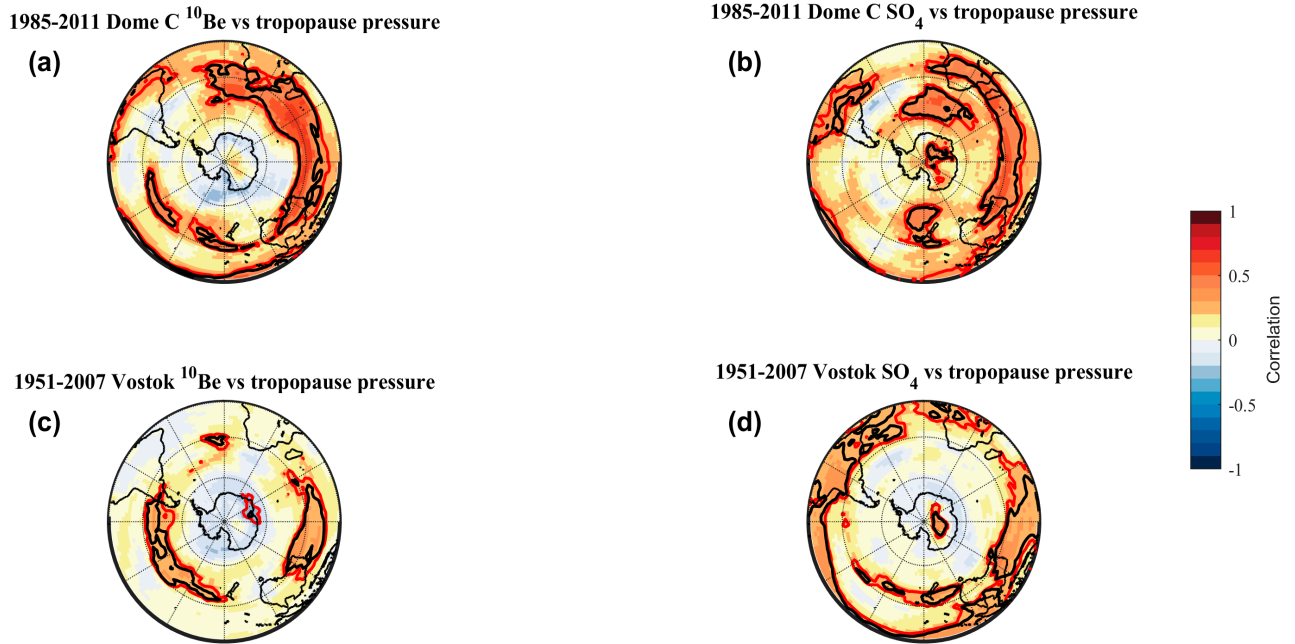 1985-2011 Dome C ¹⁰Be vs tropopause pressure
1985-2011 Dome C SO₄ vs tropopause pressure
(a)
(b)
1951-2007 Vostok ¹⁰Be vs tropopause pressure
1951-2007 Vostok SO₄ vs tropopause pressure
(c)
(d)
1
0.5
0
-0.5
-1
Correlation